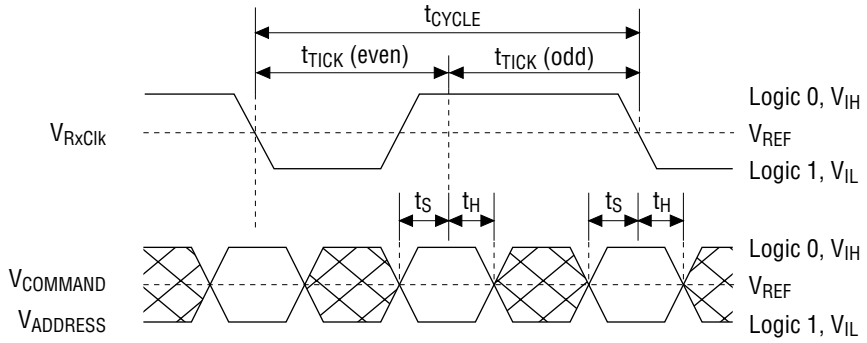 tCYCLE
tTICK (even)
tTICK (odd)
Logic 0, VIH
VRxClk
VREF
Logic 1, VIL
tS
tH
tS
tH
Logic 0, VIH
VCOMMAND
VREF
VADDRESS
Logic 1, VIL